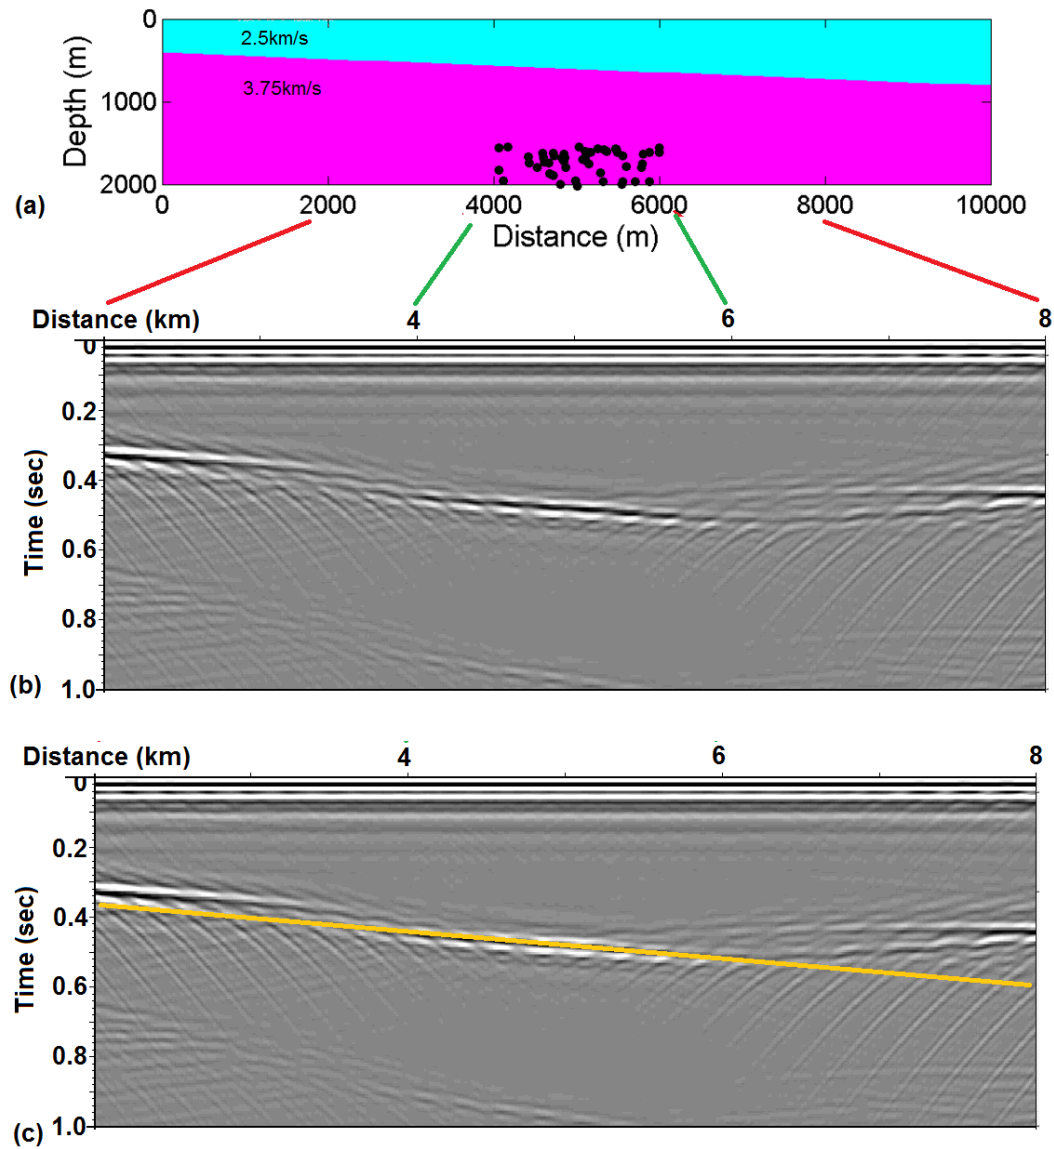 0
2.5km/s
3.75km/s
1000
2000
Depth (m)
(a)
0 2000 4000 6000 8000 10000
Distance (m)
Distance (km) 4 6 8
0
0.2
0.4
0.6
0.8
1.0
Time (sec)
(b)
Distance (km) 4 6 8
0
0.2
0.4
0.6
0.8
1.0
Time (sec)
(c)